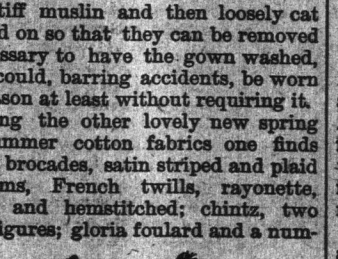 tiff muslin and then loosely cat
d on so that they can be removed
ssary to have the gown washed,
could, barring accidents, be worn
son at least without requiring it.
ng the other lovely new spring
mmer cotton fabrics one finds
brocades, satin striped and plaid
ms, French twills, rayonette,
and hemstitched; chintz, two
igures; gloria foulard and a num-